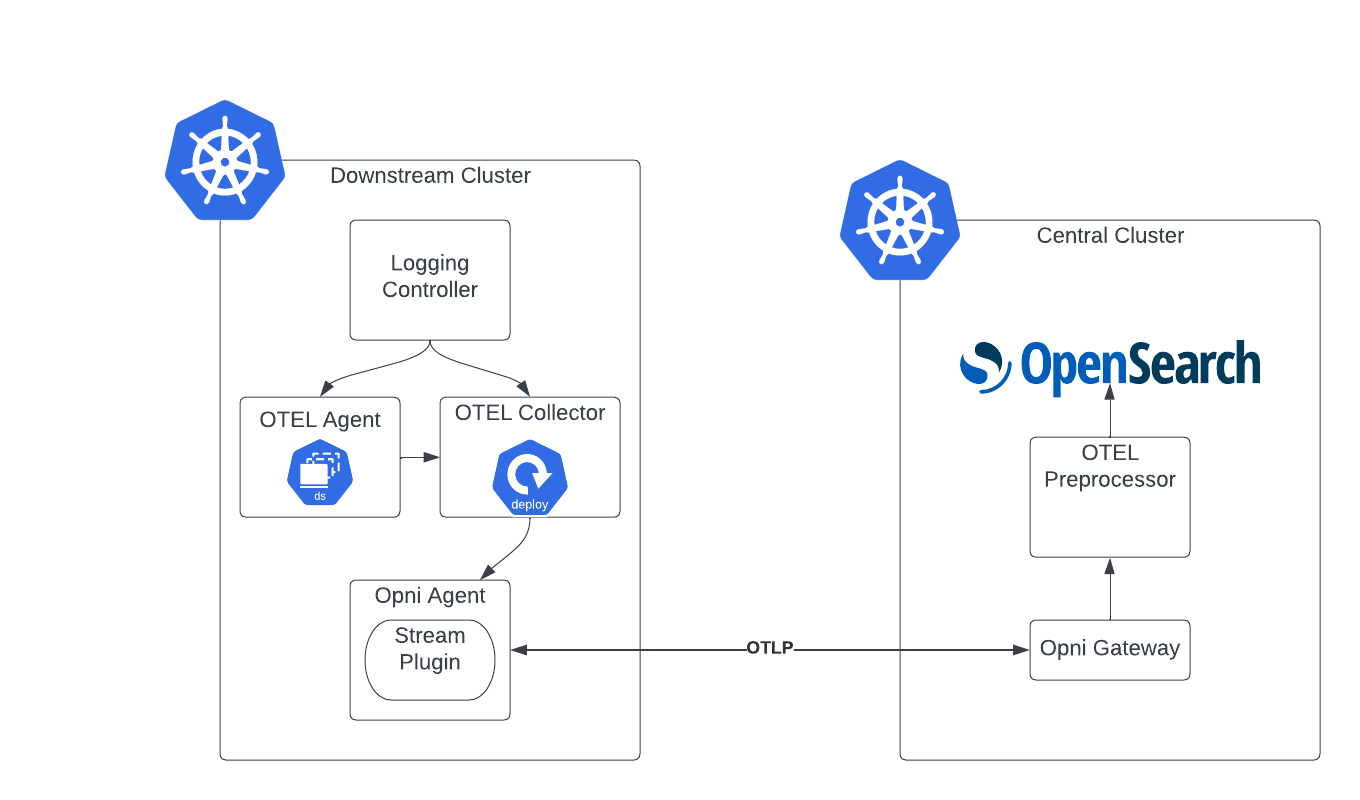 Downstream Cluster
Logging
Controller
OTEL Agent
ds
OTEL Collector
deploy
Opni Agent
Stream
Plugin
OTLP
Central Cluster
OpenSearch
OTEL
Preprocessor
Opni Gateway